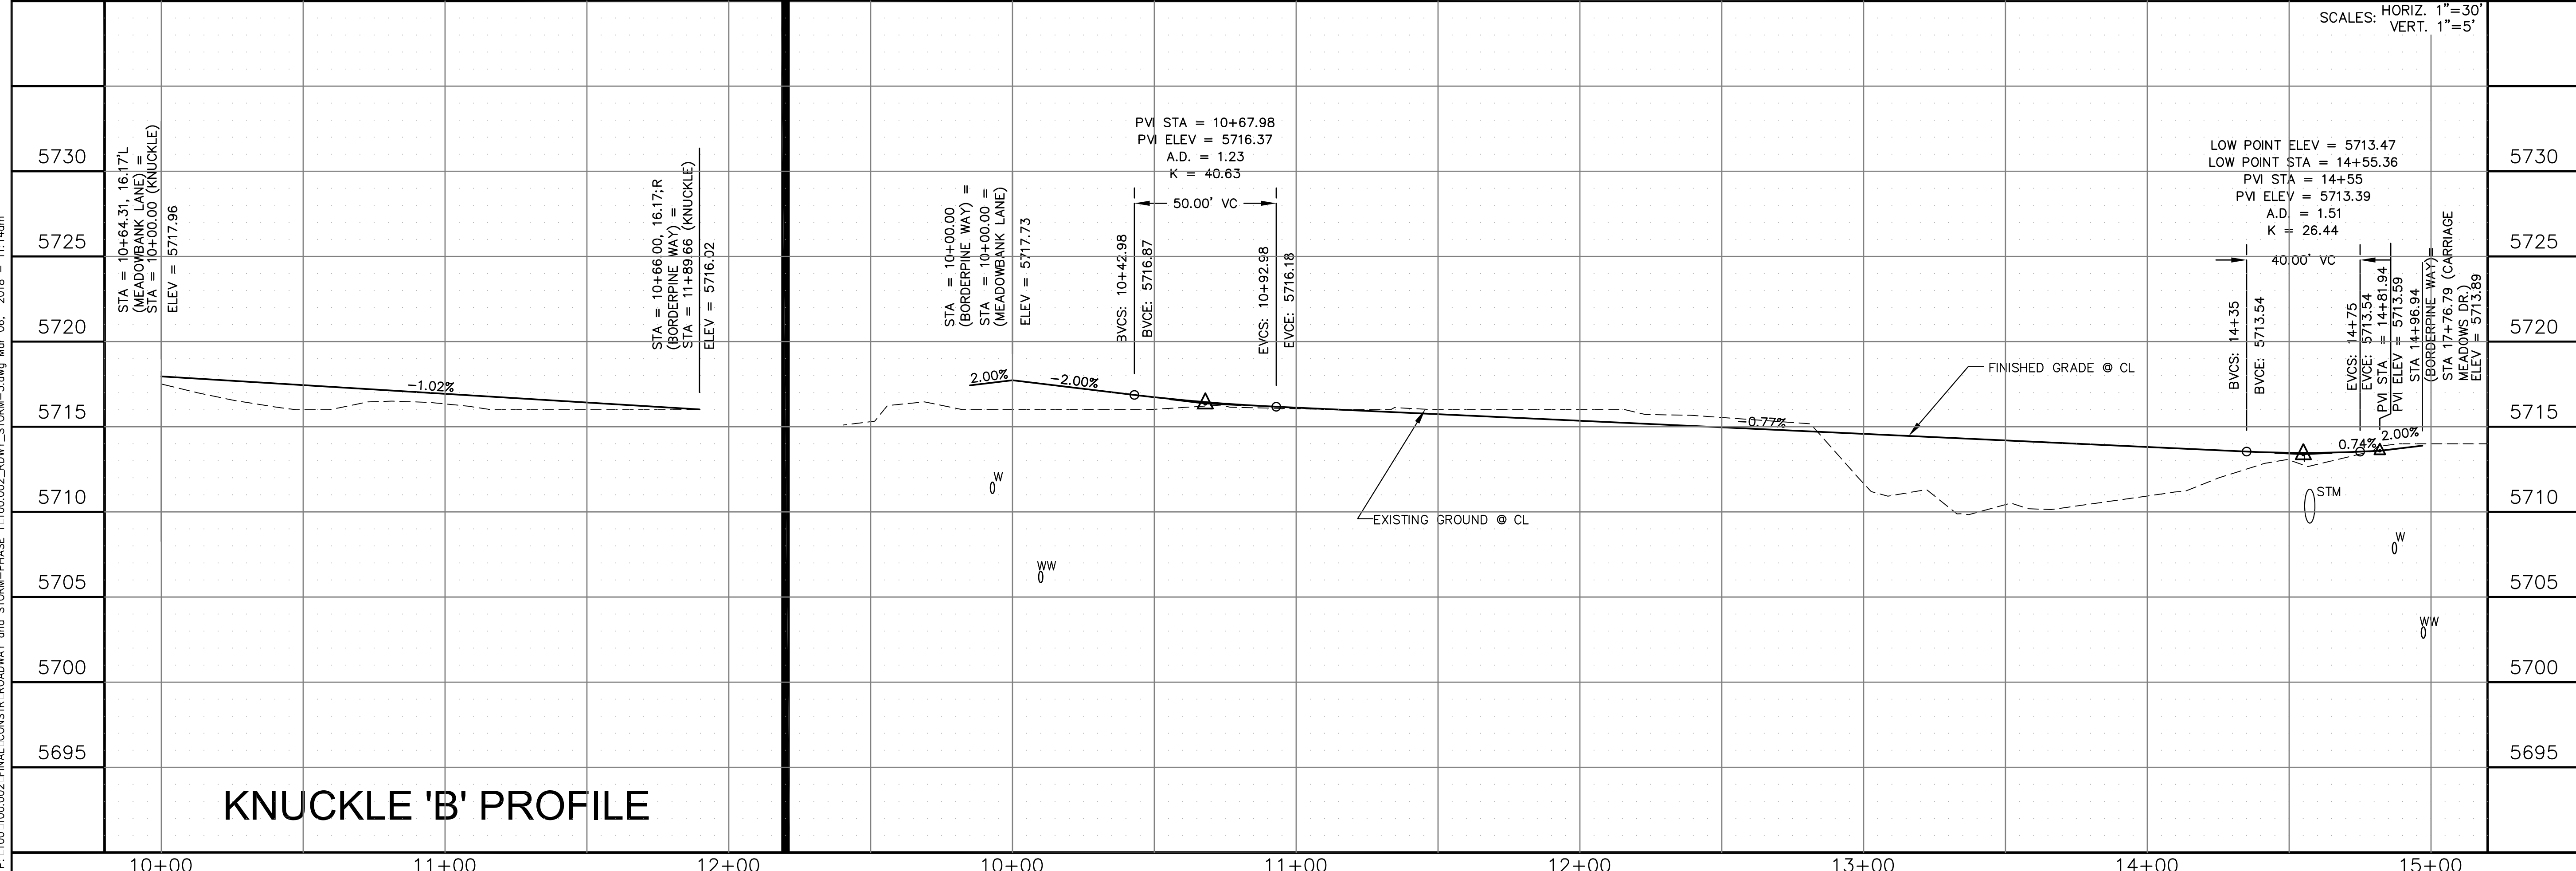 SCALES: HORIZ. 1"=30'
VERT. 1"=5'
5730
5725
5720
5715
5710
5705
5700
5695
STA = 10+64.31, 16.17'L
(MEADOWBANK LANE) =
STA = 10+00.00 (KNUCKLE)
ELEV = 5717.96
-1.02%
STA = 10+66.00, 16.17;R
(BORDERPINE WAY) =
STA = 11+89.66 (KNUCKLE)
ELEV = 5716.02
KNUCKLE 'B' PROFILE
10+00
11+00
12+00
STA = 10+00.00
(BORDERPINE WAY) =
STA = 10+00.00 =
(MEADOWBANK LANE)
ELEV = 5717.73
2.00%
-2.00%
PVI STA = 10+67.98
PVI ELEV = 5716.37
A.D. = 1.23
K = 40.63
50.00' VC
BVCS: 10+42.98
BVCE: 5716.87
EVCS: 10+92.98
EVCE: 5716.18
W
WW
EXISTING GROUND @ CL
FINISHED GRADE @ CL
-0.77%
LOW POINT ELEV = 5713.47
LOW POINT STA = 14+55.36
PVI STA = 14+55
PVI ELEV = 5713.39
A.D. = 1.51
K = 26.44
40.00' VC
BVCS: 14+35
BVCE: 5713.54
EVCS: 14+75
EVCE: 5713.54
PVI STA = 14+81.94
PVI ELEV = 5713.59
STA 14+96.94
(BORDERPINE WAY)=
STA 17+76.79 (CARRIAGE
MEADOWS DR.)
ELEV = 5713.89
0.74%
2.00%
STM
W
WW
5730
5725
5720
5715
5710
5705
5700
5695
10+00
11+00
12+00
13+00
14+00
15+00